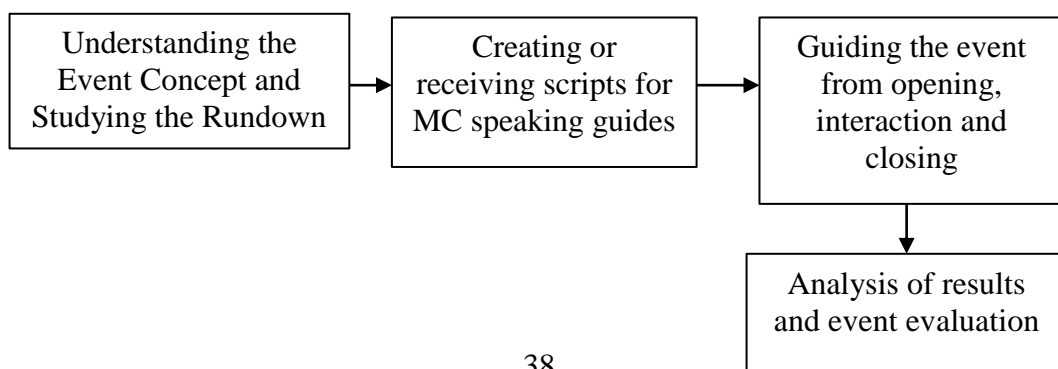 Understanding the
Event Concept and
Studying the Rundown
Creating or
receiving scripts for
MC speaking guides
Guiding the event
from opening,
interaction and
closing
Analysis of results
and event evaluation
38